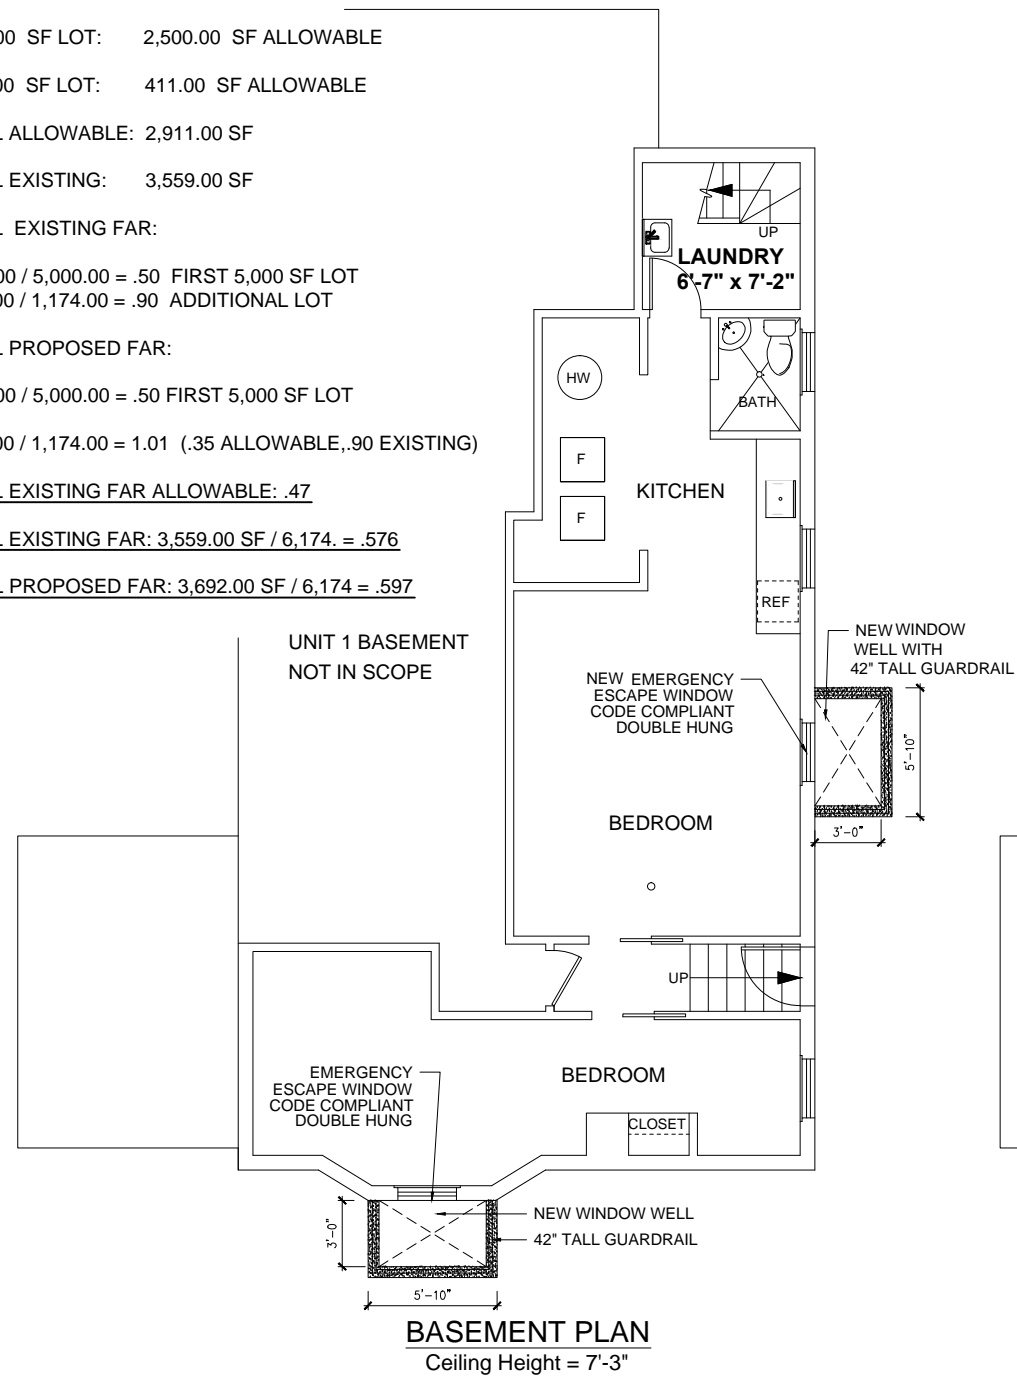 00 SF LOT: 2,500.00 SF ALLOWABLE
00 SF LOT: 411.00 SF ALLOWABLE
L ALLOWABLE: 2,911.00 SF
L EXISTING: 3,559.00 SF
L EXISTING FAR:
00 / 5,000.00 = .50 FIRST 5,000 SF LOT
00 / 1,174.00 = .90 ADDITIONAL LOT
L PROPOSED FAR:
00 / 5,000.00 = .50 FIRST 5,000 SF LOT
00 / 1,174.00 = 1.01 (.35 ALLOWABLE,.90 EXISTING)
L EXISTING FAR ALLOWABLE: .47
L EXISTING FAR: 3,559.00 SF / 6,174. = .576
L PROPOSED FAR: 3,692.00 SF / 6,174 = .597
UP
LAUNDRY
6'-7" x 7'-2"
HW
BATH
F
KITCHEN
F
REF
UNIT 1 BASEMENT
NOT IN SCOPE
NEW WINDOW
WELL WITH
42" TALL GUARDRAIL
NEW EMERGENCY
ESCAPE WINDOW
CODE COMPLIANT
DOUBLE HUNG
5'-10"
3'-0"
BEDROOM
UP
BEDROOM
EMERGENCY
ESCAPE WINDOW
CODE COMPLIANT
DOUBLE HUNG
CLOSET
NEW WINDOW WELL
42" TALL GUARDRAIL
3'-0"
5'-10"
BASEMENT PLAN
Ceiling Height = 7'-3"